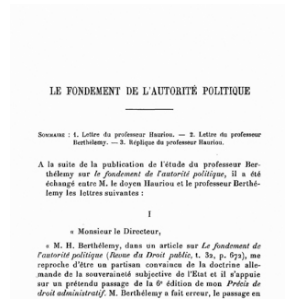 LE FONDEMENT DE L'AUTORITÉ POLITIQUE
SOMMAIRE : 1. Lettre du professeur Hauriou. — 2. Lettre du professeur
Berthélemy. — 3. Réplique du professeur Hauriou.
A la suite de la publication de l'étude du professeur Ber-
thélemy sur le fondement de l'autorité politique, il a été
échangé entre M. le doyen Hauriou et le professeur Berthé-
lemy les lettres suivantes :
I
« Monsieur le Directeur,
« M. H. Berthélemy, dans un article sur Le fondement de
l'autorité politique (Revue du Droit public, t. 32, p. 672), me
reproche d'être un partisan convaincu de la doctrine alle-
mande de la souveraineté subjective de l'État et il s'appuie
sur un prétendu passage de la 6e édition de mon Précis de
droit administratif. M. Berthélemy a fait erreur, le passage en